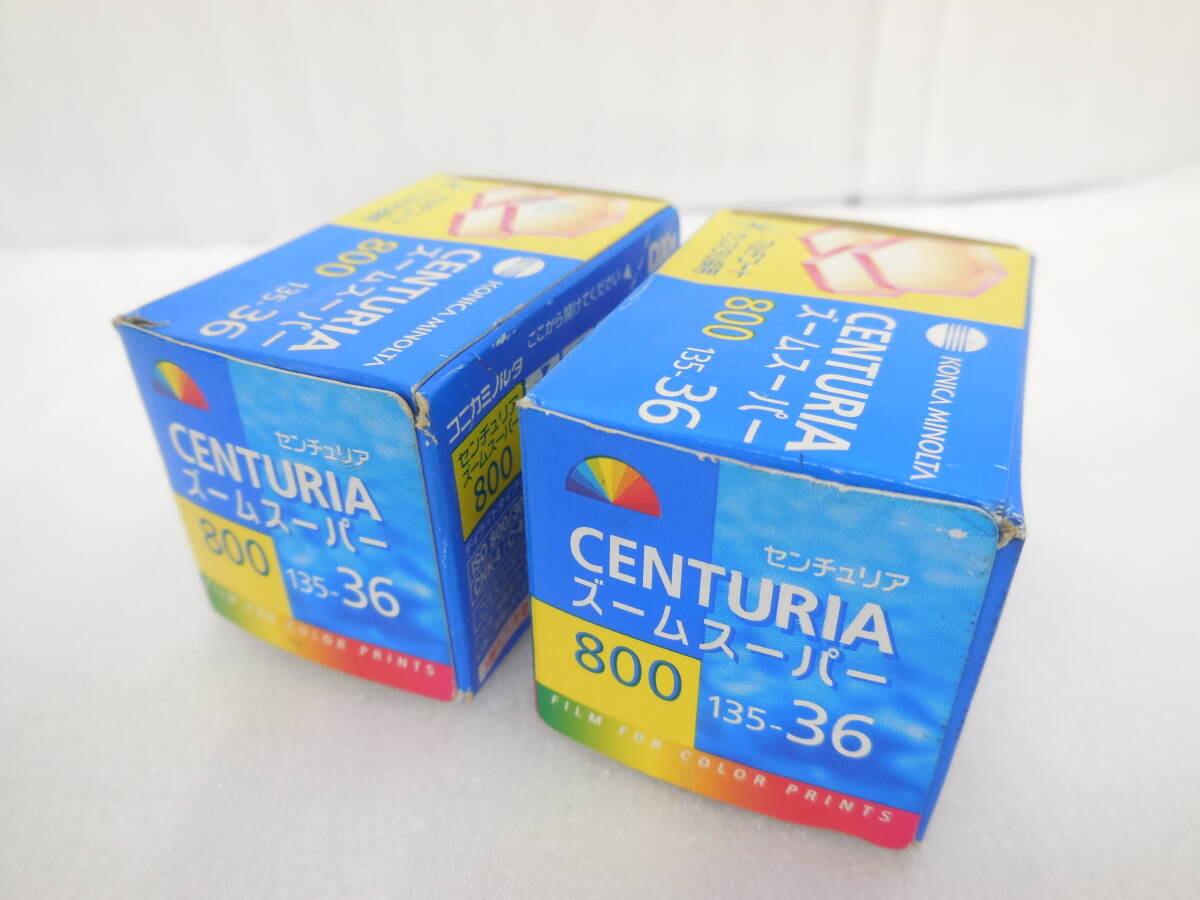 KONICA MINOLTA
CENTURIA
ズームスーパー
800 135-36
センチュリア
CENTURIA
ズームスーパー
800
135-36
FILM FOR COLOR PRINTS
コニカミノルタ
センチュリア
ズームスーパー
800
ここから開けてください
KONICA MINOLTA
CENTURIA
ズームスーパー
800 135-36
センチュリア
CENTURIA
ズームスーパー
800
135-36
FILM FOR COLOR PRINTS